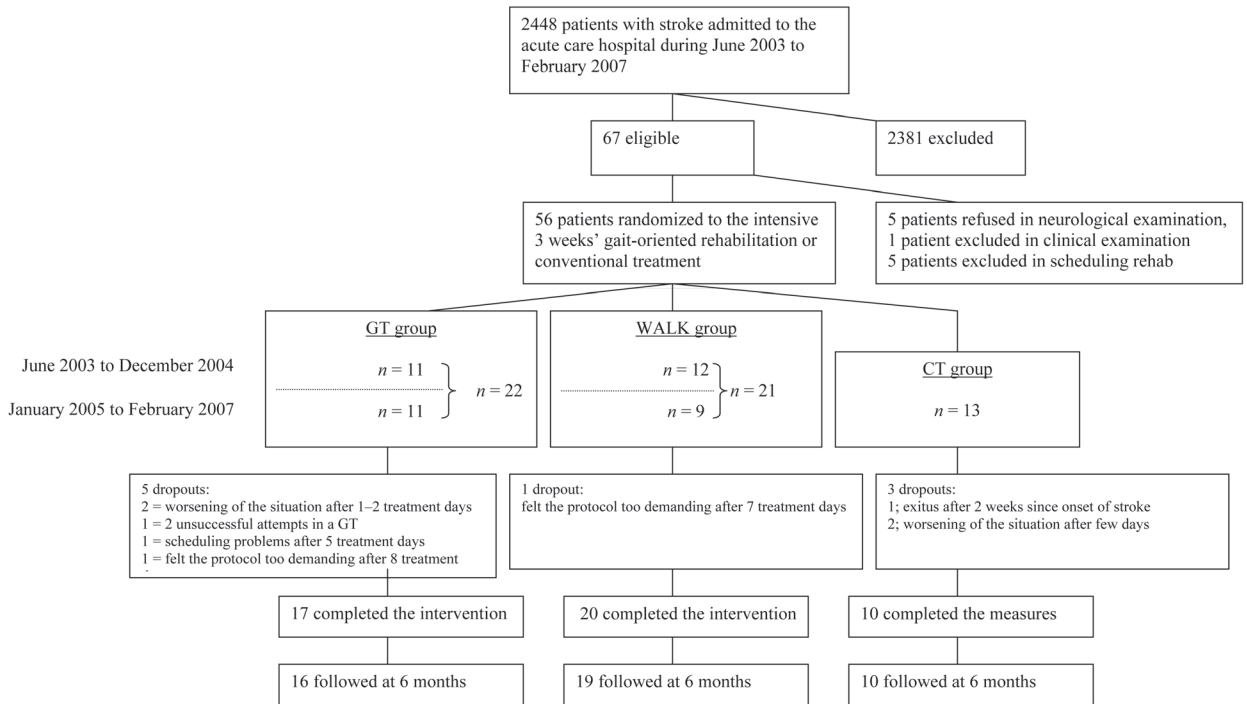 2448 patients with stroke admitted to the
acute care hospital during June 2003 to
February 2007
67 eligible
2381 excluded
56 patients randomized to the intensive
3 weeks' gait-oriented rehabilitation or
conventional treatment
5 patients refused in neurological examination,
1 patient excluded in clinical examination
5 patients excluded in scheduling rehab
GT group
WALK group
CT group
June 2003 to December 2004
n = 11
n = 22
n = 12
n = 21
January 2005 to February 2007
n = 11
n = 9
n = 13
5 dropouts:
2 = worsening of the situation after 1–2 treatment days
1 = 2 unsuccessful attempts in a GT
1 = scheduling problems after 5 treatment days
1 = felt the protocol too demanding after 8 treatment
1 dropout:
felt the protocol too demanding after 7 treatment days
3 dropouts:
1; exitus after 2 weeks since onset of stroke
2; worsening of the situation after few days
17 completed the intervention
20 completed the intervention
10 completed the measures
16 followed at 6 months
19 followed at 6 months
10 followed at 6 months